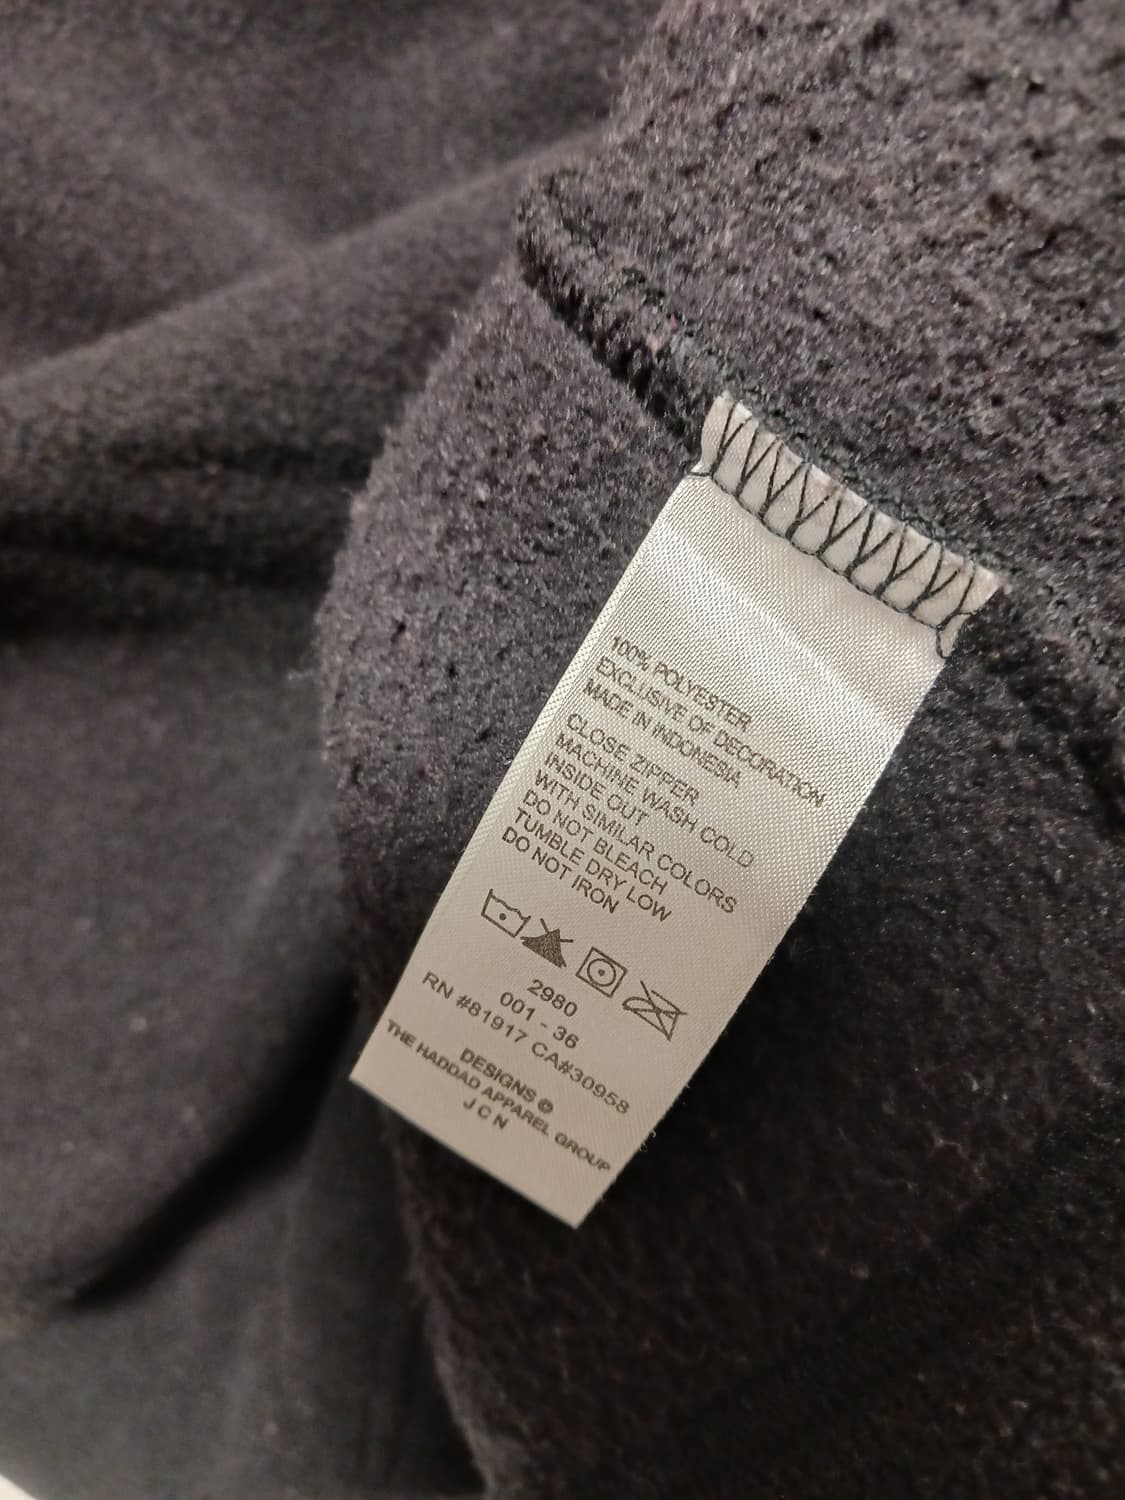 100% POLYESTER
EXCLUSIVE OF DECORATION
MADE IN INDONESIA
CLOSE ZIPPER
MACHINE WASH COLD
INSIDE OUT
WITH SIMILAR COLORS
DO NOT BLEACH
TUMBLE DRY LOW
DO NOT IRON
2980
001 - 36
RN #81917 CA#30958
DESIGNS ©
THE HADDAD APPAREL GROUP
J C N